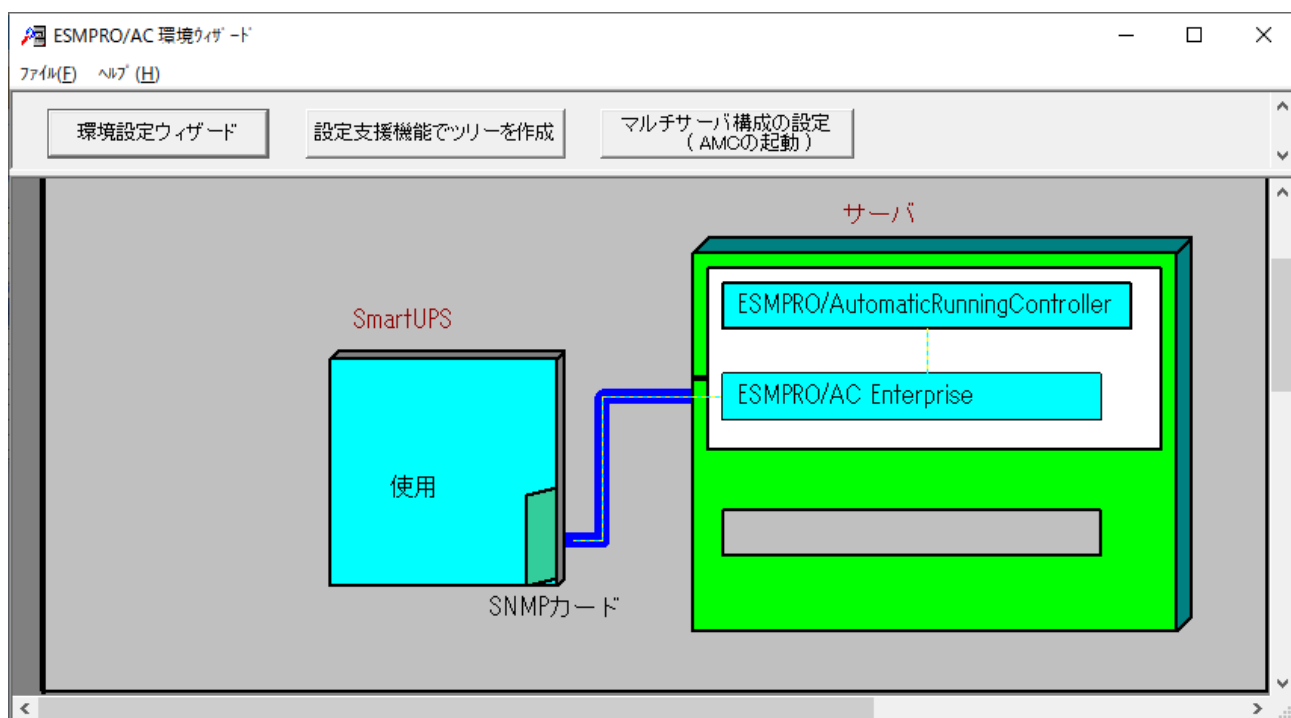 ESMPRO/AC 環境ｳｨｻﾞｰﾄﾞ
ﾌｧｲﾙ(F) ﾍﾙﾌﾟ(H)
環境設定ウィザード
設定支援機能でツリーを作成
マルチサーバ構成の設定
(AMCの起動)
サーバ
ESMPRO/AutomaticRunningController
SmartUPS
ESMPRO/AC Enterprise
使用
SNMPカード